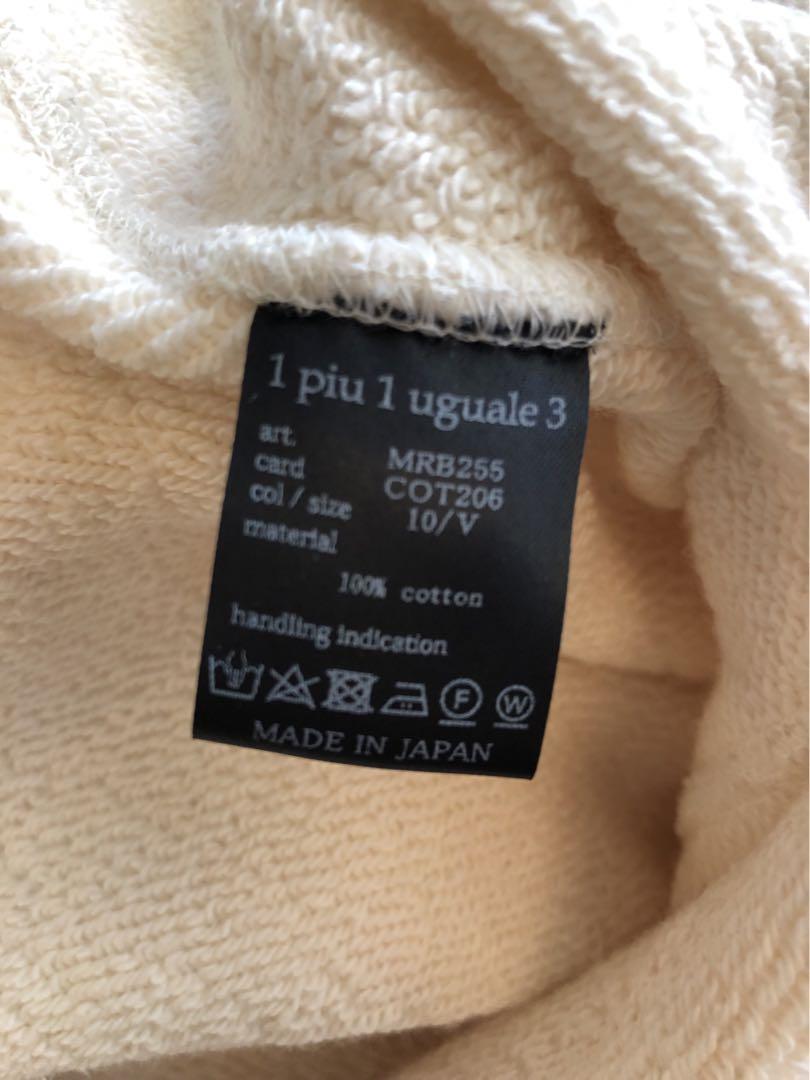 1 piu 1 uguale 3
art. MRB255
card COT206
col / size 10/V
material
100% cotton
handling indication
F W
MADE IN JAPAN